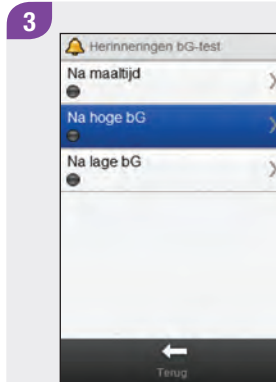 3
Herinneringen bG-test
Na maaltijd
Na hoge bG
Na lage bG
Terug